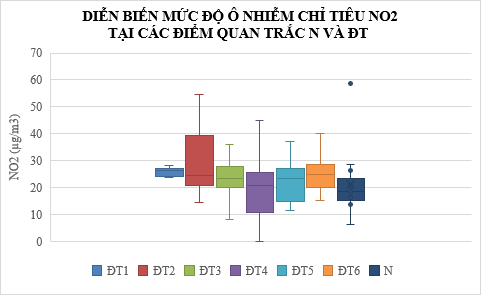 DIỄN BIẾN MỨC ĐỘ Ô NHIỄM CHỈ TIÊU NO2
TẠI CÁC ĐIỂM QUAN TRẮC N VÀ ĐT
70
60
50
40
30
20
10
0
NO2 (µg/m3)
ĐT1 ĐT2 ĐT3 ĐT4 ĐT5 ĐT6 N